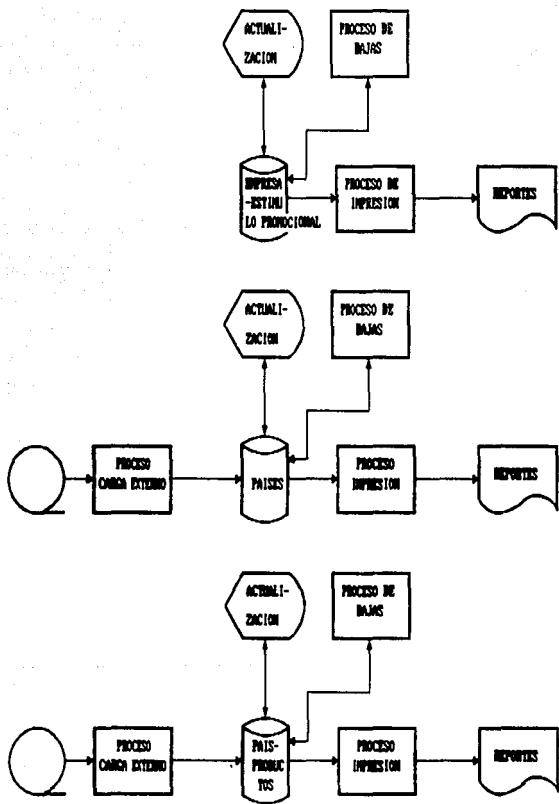 ACTUALI-
ZACION
PROCESO DE
BAJAS
EMPRESA
-ESTIMU
LO PROMOCIONAL
PROCESO DE
IMPRESION
REPORTES
ACTUALI-
ZACION
PROCESO DE
BAJAS
PROCESO
CARGA EXTERNO
PAISES
PROCESO
IMPRESION
REPORTES
ACTUALI-
ZACION
PROCESO DE
BAJAS
PROCESO
CARGA EXTERNO
PAIS-
PRODUC
TOS
PROCESO
IMPRESION
REPORTES